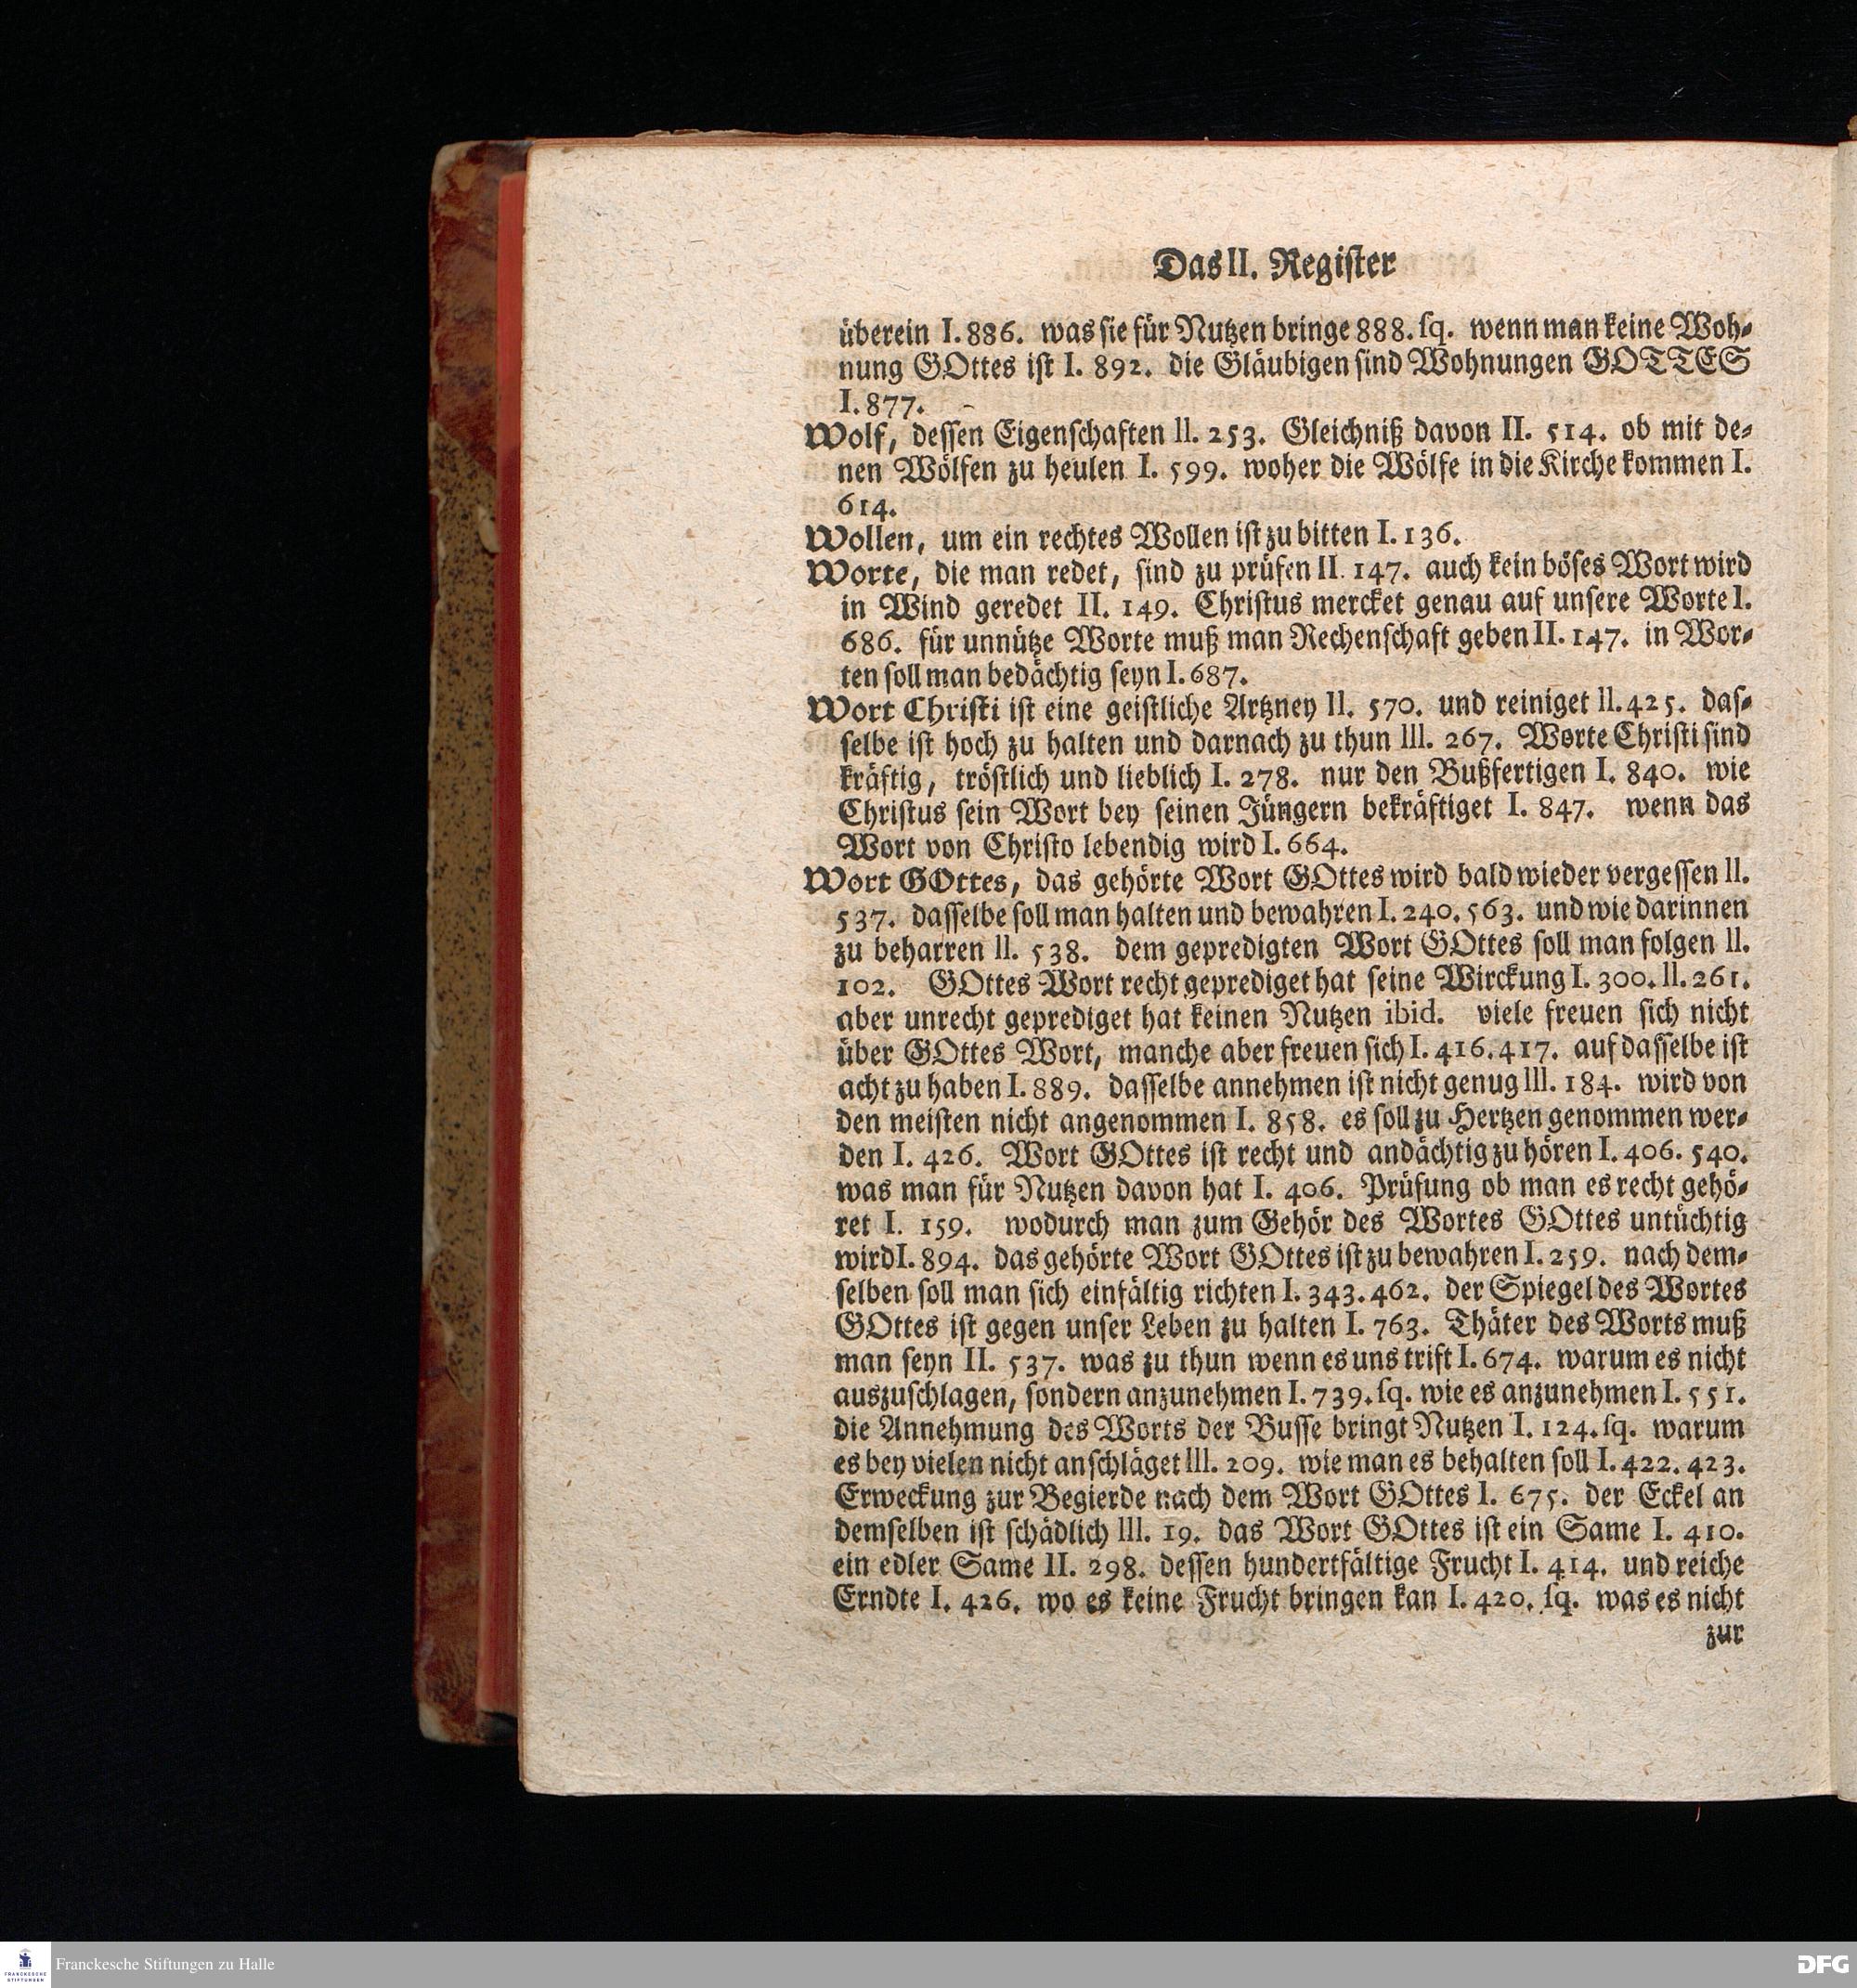 Das II. Register
überein I. 886. was sie für Nutzen bringe 888. sq. wenn man keine Woh-
nung GOttes ist I. 892. die Gläubigen sind Wohnungen GOTTES
I. 877.
Wolf, dessen Eigenschaften II. 253. Gleichniß davon II. 514. ob mit de-
nen Wölfen zu heulen I. 599. woher die Wölfe in die Kirche kommen I.
614.
Wollen, um ein rechtes Wollen ist zu bitten I. 136.
Worte, die man redet, sind zu prüfen II. 147. auch kein böses Wort wird
in Wind geredet II. 149. Christus mercket genau auf unsere Worte I.
686. für unnütze Worte muß man Rechenschaft geben II. 147. in Wor-
ten soll man bedächtig seyn I. 687.
Wort Christi ist eine geistliche Artzney II. 570. und reiniget II. 425. das-
selbe ist hoch zu halten und darnach zu thun III. 267. Worte Christi sind
kräftig, tröstlich und lieblich I. 278. nur den Bußfertigen I. 840. wie
Christus sein Wort bey seinen Jüngern bekräftiget I. 847. wenn das
Wort von Christo lebendig wird I. 664.
Wort GOttes, das gehörte Wort GOttes wird bald wieder vergessen II.
537. dasselbe soll man halten und bewahren I. 240. 563. und wie darinnen
zu beharren II. 538. dem gepredigten Wort GOttes soll man folgen II.
102. GOttes Wort recht geprediget hat seine Wirckung I. 300. II. 261.
aber unrecht geprediget hat keinen Nutzen ibid. viele freuen sich nicht
über GOttes Wort, manche aber freuen sich I. 416. 417. auf dasselbe ist
acht zu haben I. 889. dasselbe annehmen ist nicht genug III. 184. wird von
den meisten nicht angenommen I. 858. es soll zu Hertzen genommen wer-
den I. 426. Wort GOttes ist recht und andächtig zu hören I. 406. 540.
was man für Nutzen davon hat I. 406. Prüfung ob man es recht gehö-
ret I. 159. wodurch man zum Gehör des Wortes GOttes untüchtig
wird I. 894. das gehörte Wort GOttes ist zu bewahren I. 259. nach dem-
selben soll man sich einfältig richten I. 343. 462. der Spiegel des Wortes
GOttes ist gegen unser Leben zu halten I. 763. Thäter des Worts muß
man seyn II. 537. was zu thun wenn es uns trift I. 674. warum es nicht
auszuschlagen, sondern anzunehmen I. 739. sq. wie es anzunehmen I. 551.
die Annehmung des Worts der Busse bringt Nutzen I. 124. sq. warum
es bey vielen nicht anschläget III. 209. wie man es behalten soll I. 422. 423.
Erweckung zur Begierde nach dem Wort GOttes I. 675. der Eckel an
demselben ist schädlich III. 19. das Wort GOttes ist ein Same I. 410.
ein edler Same II. 298. dessen hundertfältige Frucht I. 414. und reiche
Erndte I. 426. wo es keine Frucht bringen kan I. 420. sq. was es nicht
zur
FRANCKESCHE
STIFTUNGEN
Franckesche Stiftungen zu Halle
DFG